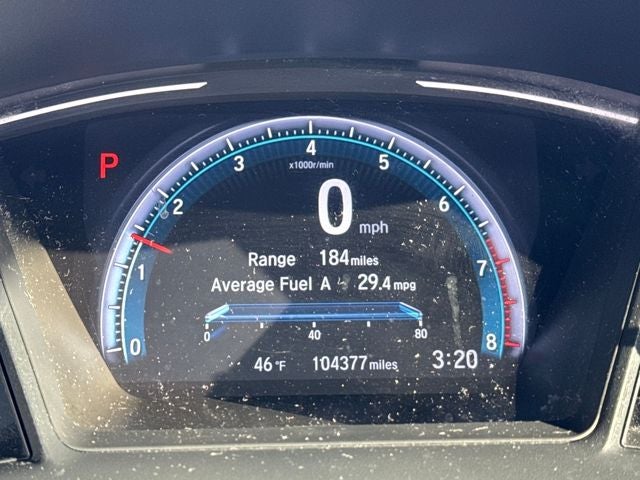 P
0 1 2 3 4 5 6 7 8
x1000r/min
0 mph
Range 184 miles
Average Fuel A 29.4 mpg
0 40 80
46 °F 104377 miles 3:20